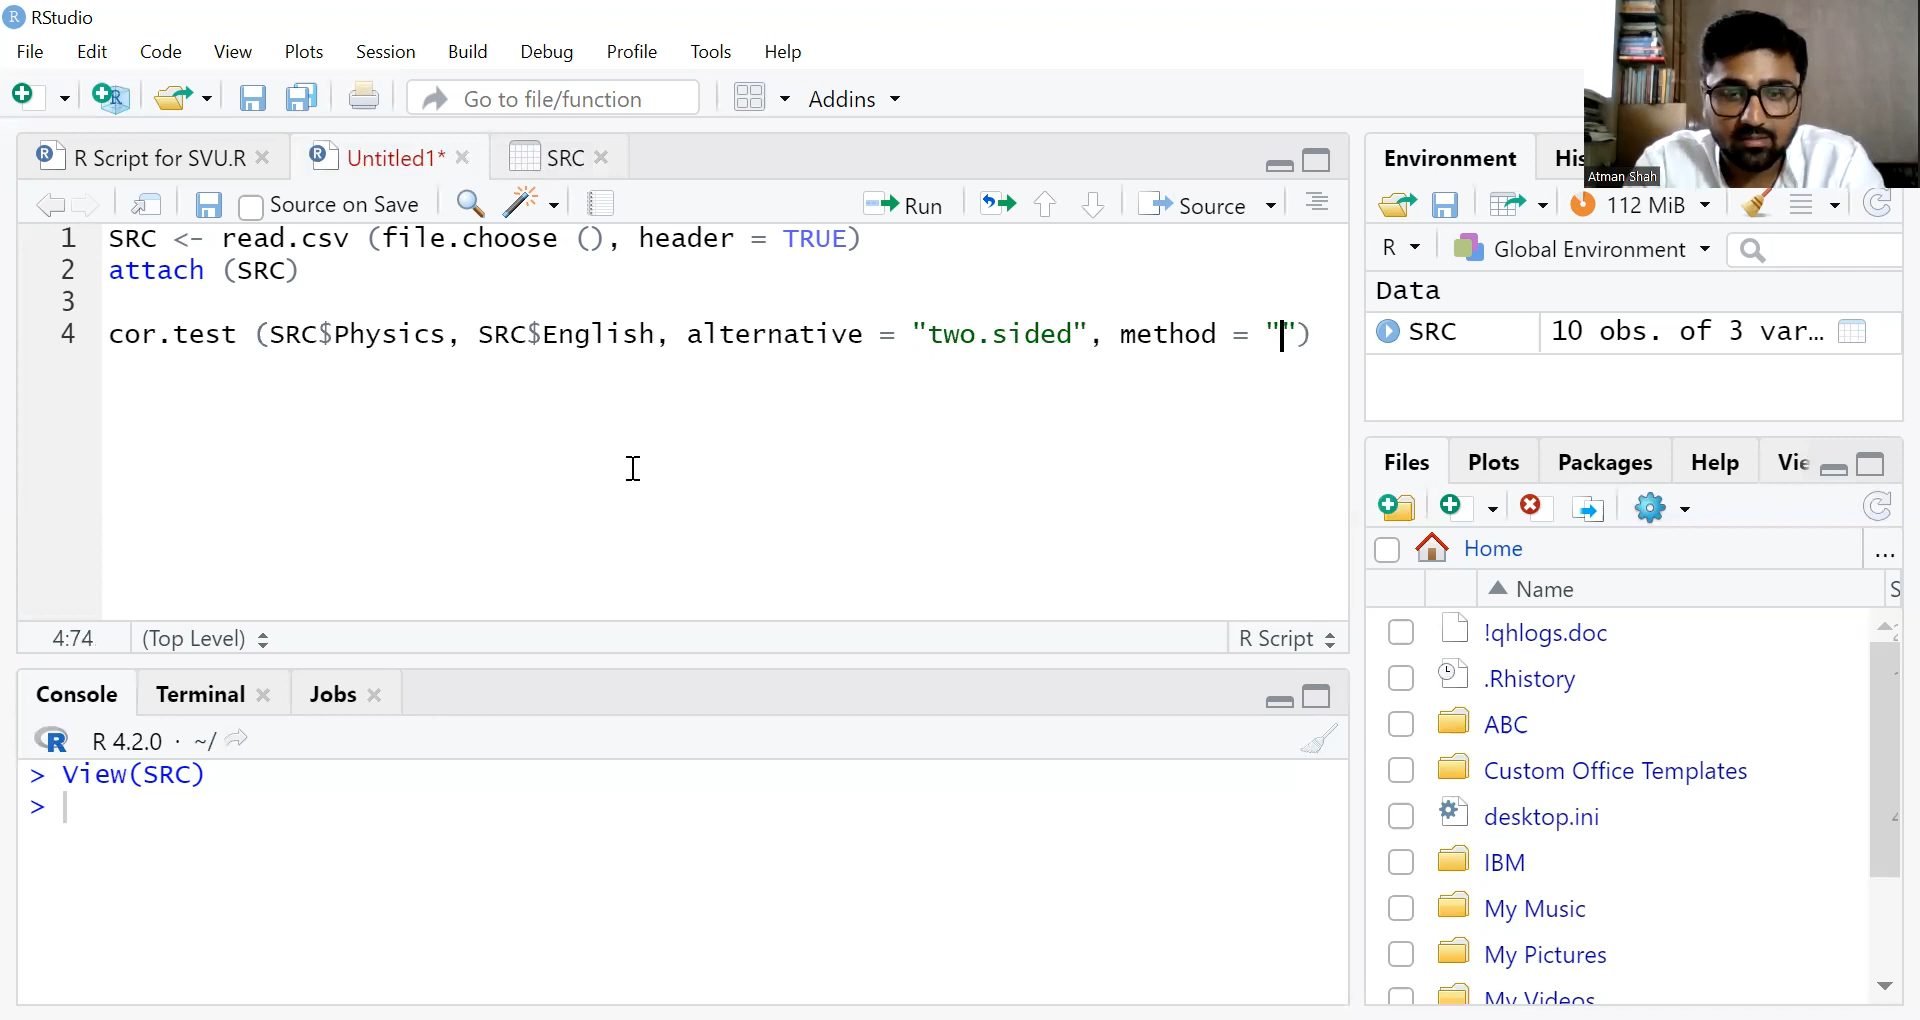 RStudio
File Edit Code View Plots Session Build Debug Profile Tools Help
Go to file/function Addins
R Script for SVU.R Untitled1* SRC
Source on Save Run Source
1 SRC <- read.csv (file.choose (), header = TRUE)
2 attach (SRC)
3
4 cor.test (SRC$Physics, SRC$English, alternative = "two.sided", method = "")
4:74 (Top Level) R Script
Console Terminal Jobs
R 4.2.0 · ~/
> View(SRC)
>
Atman Shah
Environment His
112 MiB
R Global Environment
Data
SRC 10 obs. of 3 var…
Files Plots Packages Help Vie
Home ...
Name S
!qhlogs.doc
.Rhistory
ABC
Custom Office Templates
desktop.ini
IBM
My Music
My Pictures
My Videos